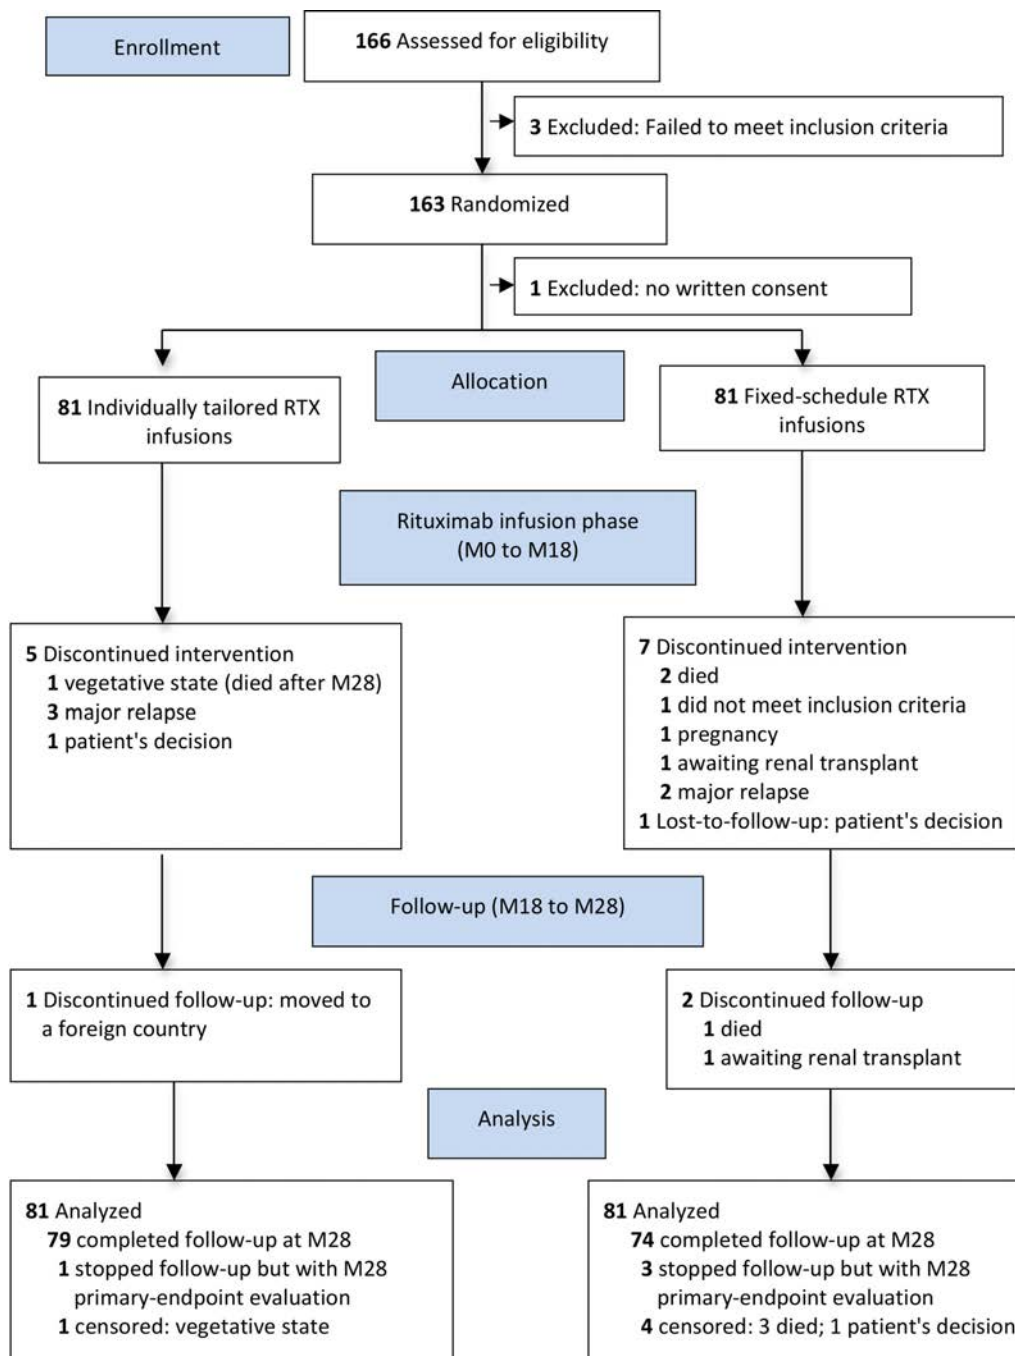 Enrollment
166 Assessed for eligibility
3 Excluded: Failed to meet inclusion criteria
163 Randomized
1 Excluded: no written consent
Allocation
81 Individually tailored RTX
infusions
81 Fixed-schedule RTX
infusions
Rituximab infusion phase
(M0 to M18)
5 Discontinued intervention
1 vegetative state (died after M28)
3 major relapse
1 patient's decision
7 Discontinued intervention
2 died
1 did not meet inclusion criteria
1 pregnancy
1 awaiting renal transplant
2 major relapse
1 Lost-to-follow-up: patient's decision
Follow-up (M18 to M28)
1 Discontinued follow-up: moved to
a foreign country
2 Discontinued follow-up
1 died
1 awaiting renal transplant
Analysis
81 Analyzed
79 completed follow-up at M28
1 stopped follow-up but with M28
primary-endpoint evaluation
1 censored: vegetative state
81 Analyzed
74 completed follow-up at M28
3 stopped follow-up but with M28
primary-endpoint evaluation
4 censored: 3 died; 1 patient's decision